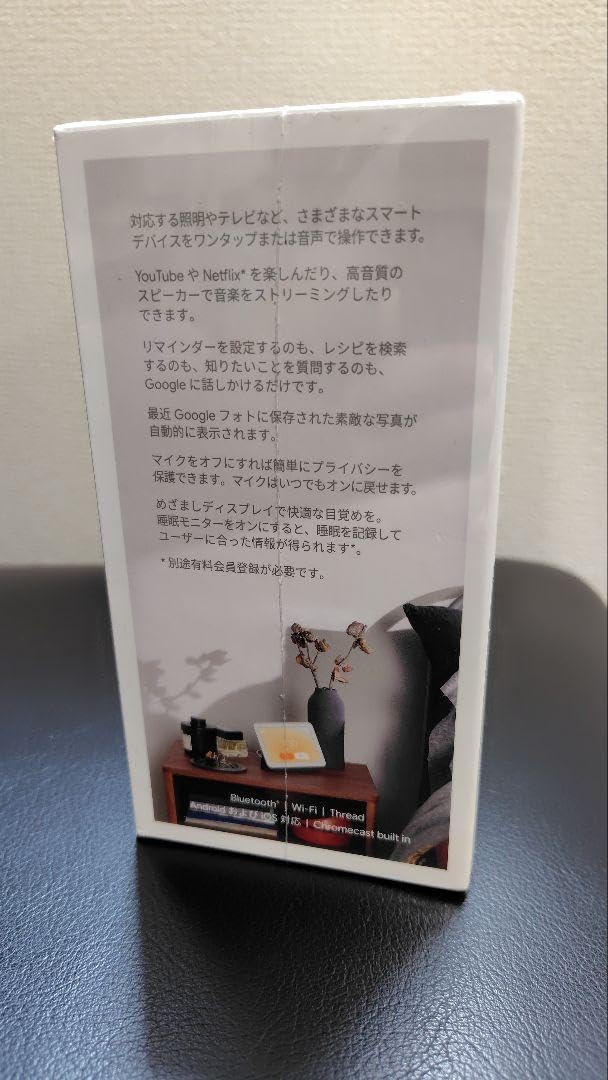 対応する照明やテレビなど、さまざまなスマート
デバイスをワンタップまたは音声で操作できます。
YouTube や Netflix* を楽しんだり、高音質の
スピーカーで音楽をストリーミングしたり
できます。
リマインダーを設定するのも、レシピを検索
するのも、知りたいことを質問するのも、
Google に話しかけるだけです。
最近 Google フォトに保存された素敵な写真が
自動的に表示されます。
マイクをオフにすれば簡単にプライバシーを
保護できます。マイクはいつでもオンに戻せます。
めざましディスプレイで快適な目覚めを。
睡眠モニターをオンにすると、睡眠を記録して
ユーザーに合った情報が得られます*。
* 別途有料会員登録が必要です。
Bluetooth® | Wi-Fi | Thread
Android および iOS 対応 | Chromecast built in